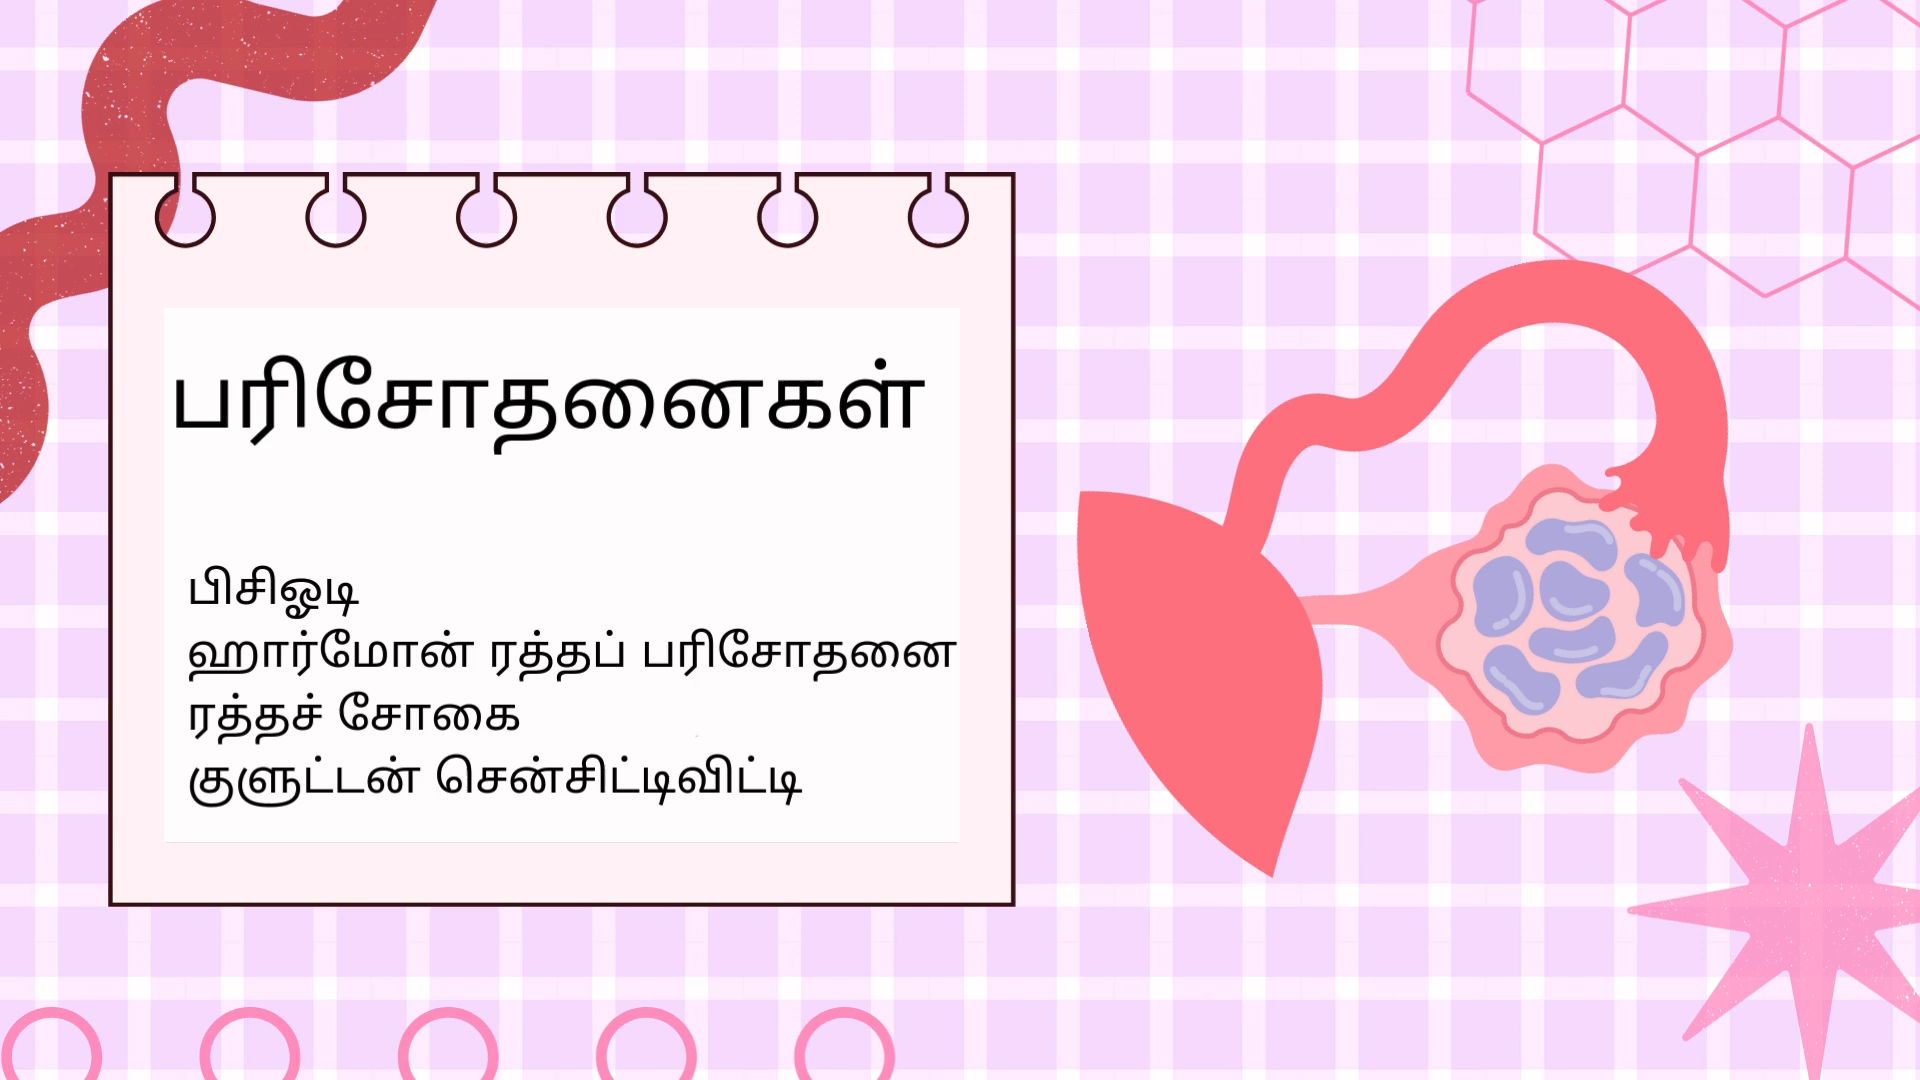 பரிசோதனைகள்
பிசிஓடி
ஹார்மோன் ரத்தப் பரிசோதனை
ரத்தச் சோகை
குளுட்டன் சென்சிட்டிவிட்டி